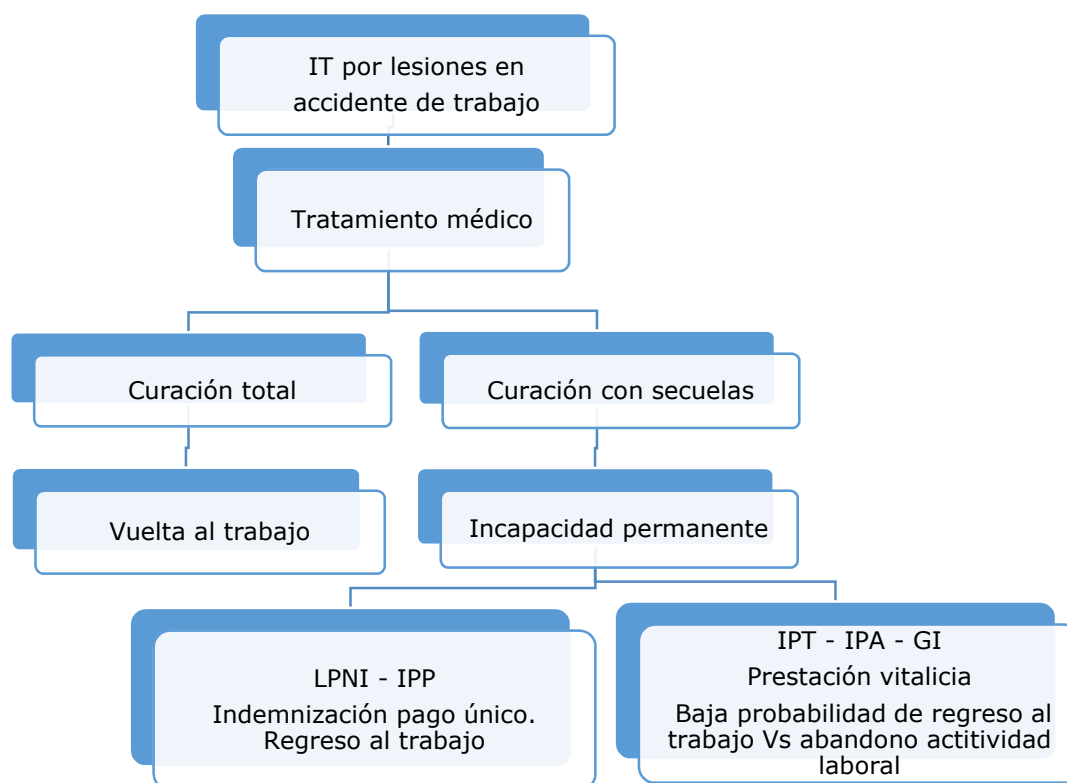 IT por lesiones en
accidente de trabajo
Tratamiento médico
Curación total
Curación con secuelas
Vuelta al trabajo
Incapacidad permanente
LPNI - IPP
Indemnización pago único.
Regreso al trabajo
IPT - IPA - GI
Prestación vitalicia
Baja probabilidad de regreso al
trabajo Vs abandono actitividad
laboral